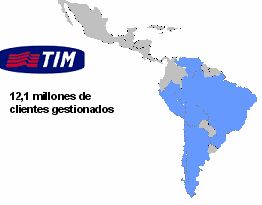 TIM
12,1 millones de
clientes gestionados